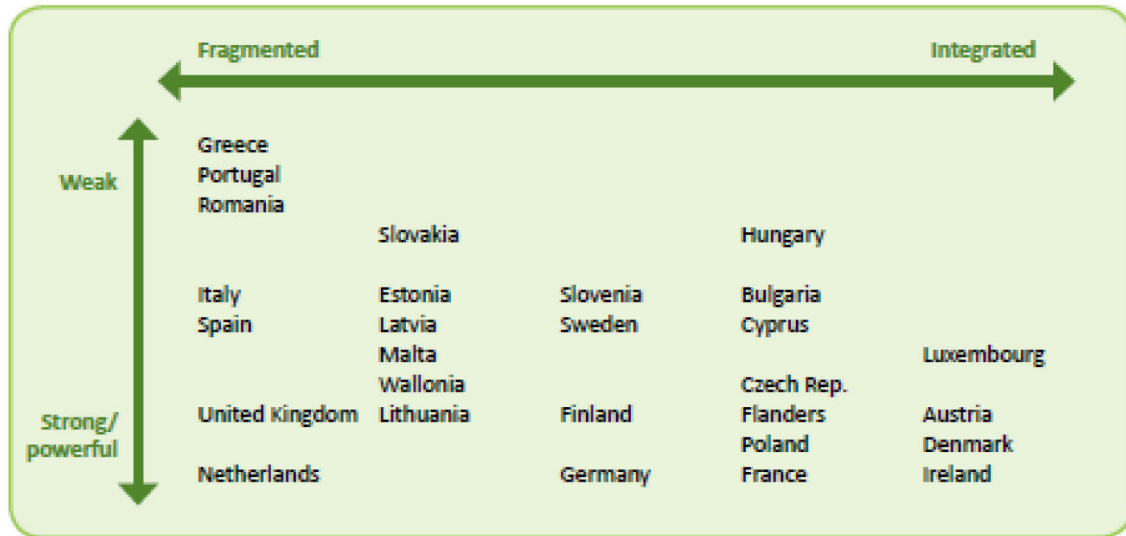 Fragmented Integrated
Greece
Weak Portugal
Romania
Slovakia Hungary
Italy Estonia Slovenia Bulgaria
Spain Latvia Sweden Cyprus
Malta Luxembourg
Wallonia Czech Rep.
Strong/ United Kingdom Lithuania Finland Flanders Austria
powerful Poland Denmark
Netherlands Germany France Ireland